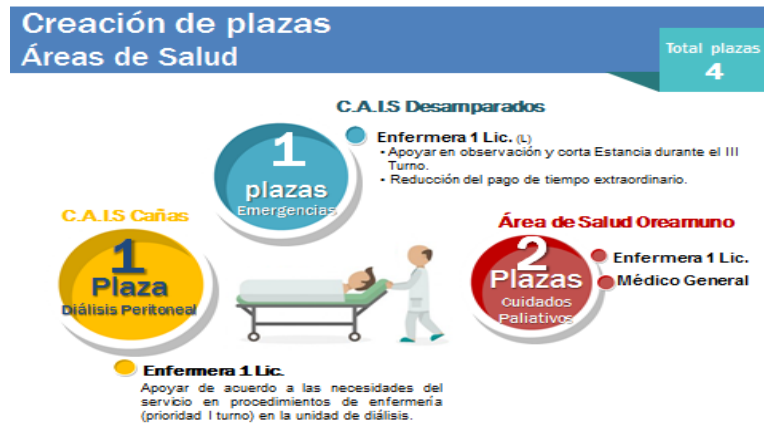 Creación de plazas
Áreas de Salud
Total plazas
4
C.A.I.S Desamparados
1
plazas
Emergencias
Enfermera 1 Lic. (L)
• Apoyar en observación y corta Estancia durante el III
Turno.
• Reducción del pago de tiempo extraordinario.
C.A.I.S Cañas
1
Plaza
Diálisis Peritoneal
Enfermera 1 Lic.
Apoyar de acuerdo a las necesidades del
servicio en procedimientos de enfermería
(prioridad I turno) en la unidad de diálisis.
Área de Salud Oreamuno
2
Plazas
Cuidados
Paliativos
Enfermera 1 Lic.
Médico General